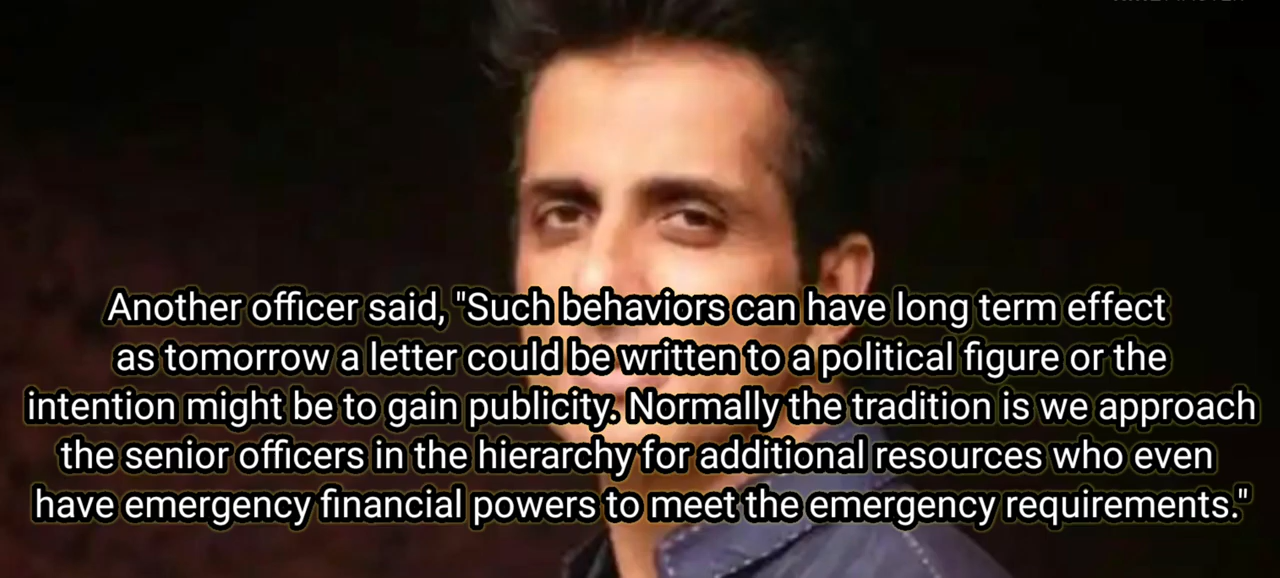 Another officer said, "Such behaviors can have long term effect
as tomorrow a letter could be written to a political figure or the
intention might be to gain publicity. Normally the tradition is we approach
the senior officers in the hierarchy for additional resources who even
have emergency financial powers to meet the emergency requirements."